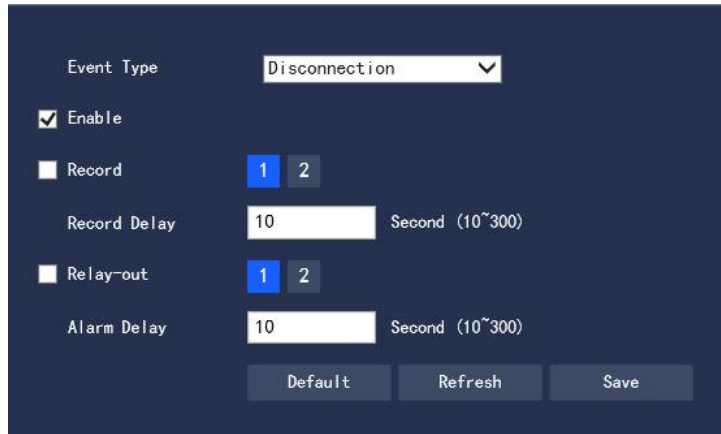 Event Type Disconnection
Enable
Record 1 2
Record Delay 10 Second (10~300)
Relay-out 1 2
Alarm Delay 10 Second (10~300)
Default Refresh Save